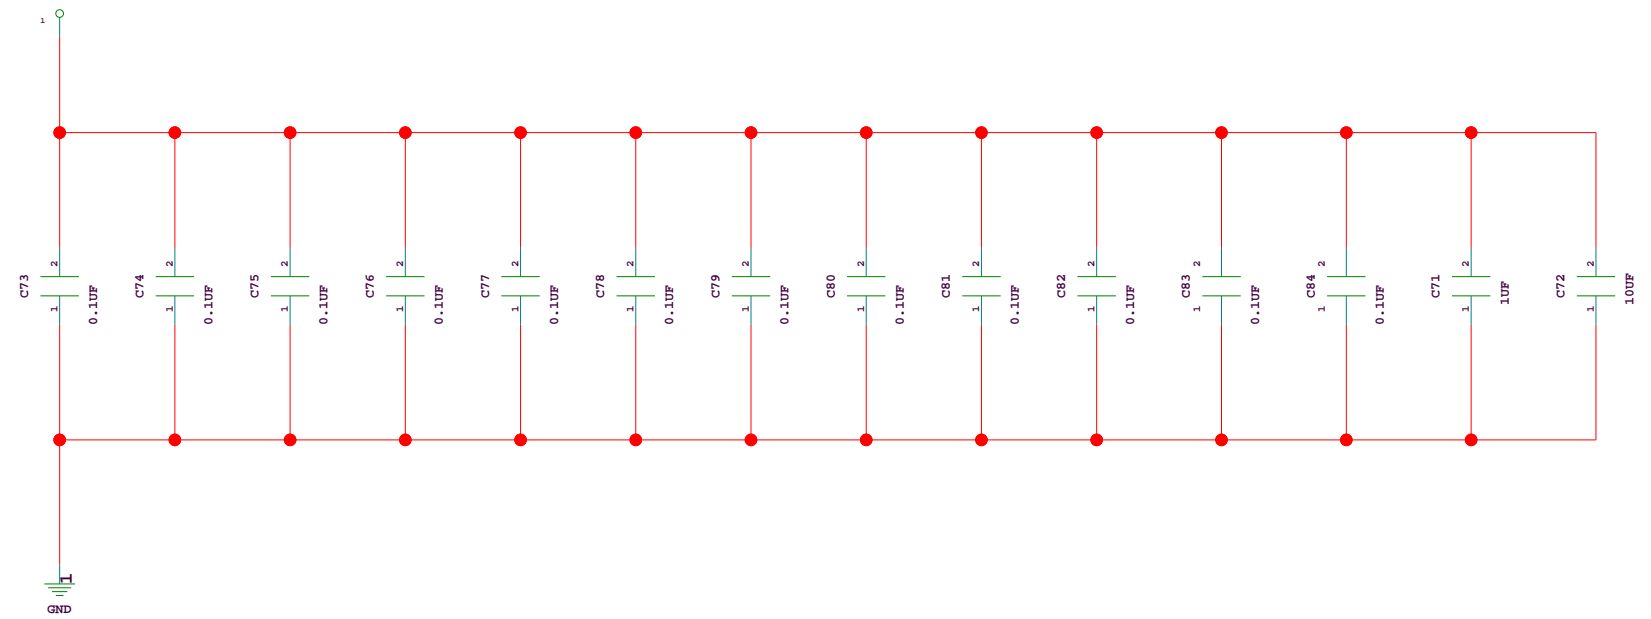 1
C73 2 1 0.1UF
C74 2 1 0.1UF
C75 2 1 0.1UF
C76 2 1 0.1UF
C77 2 1 0.1UF
C78 2 1 0.1UF
C79 2 1 0.1UF
C80 2 1 0.1UF
C81 2 1 0.1UF
C82 2 1 0.1UF
C83 2 1 0.1UF
C84 2 1 0.1UF
C71 2 1 1UF
C72 2 1 10UF
1
GND